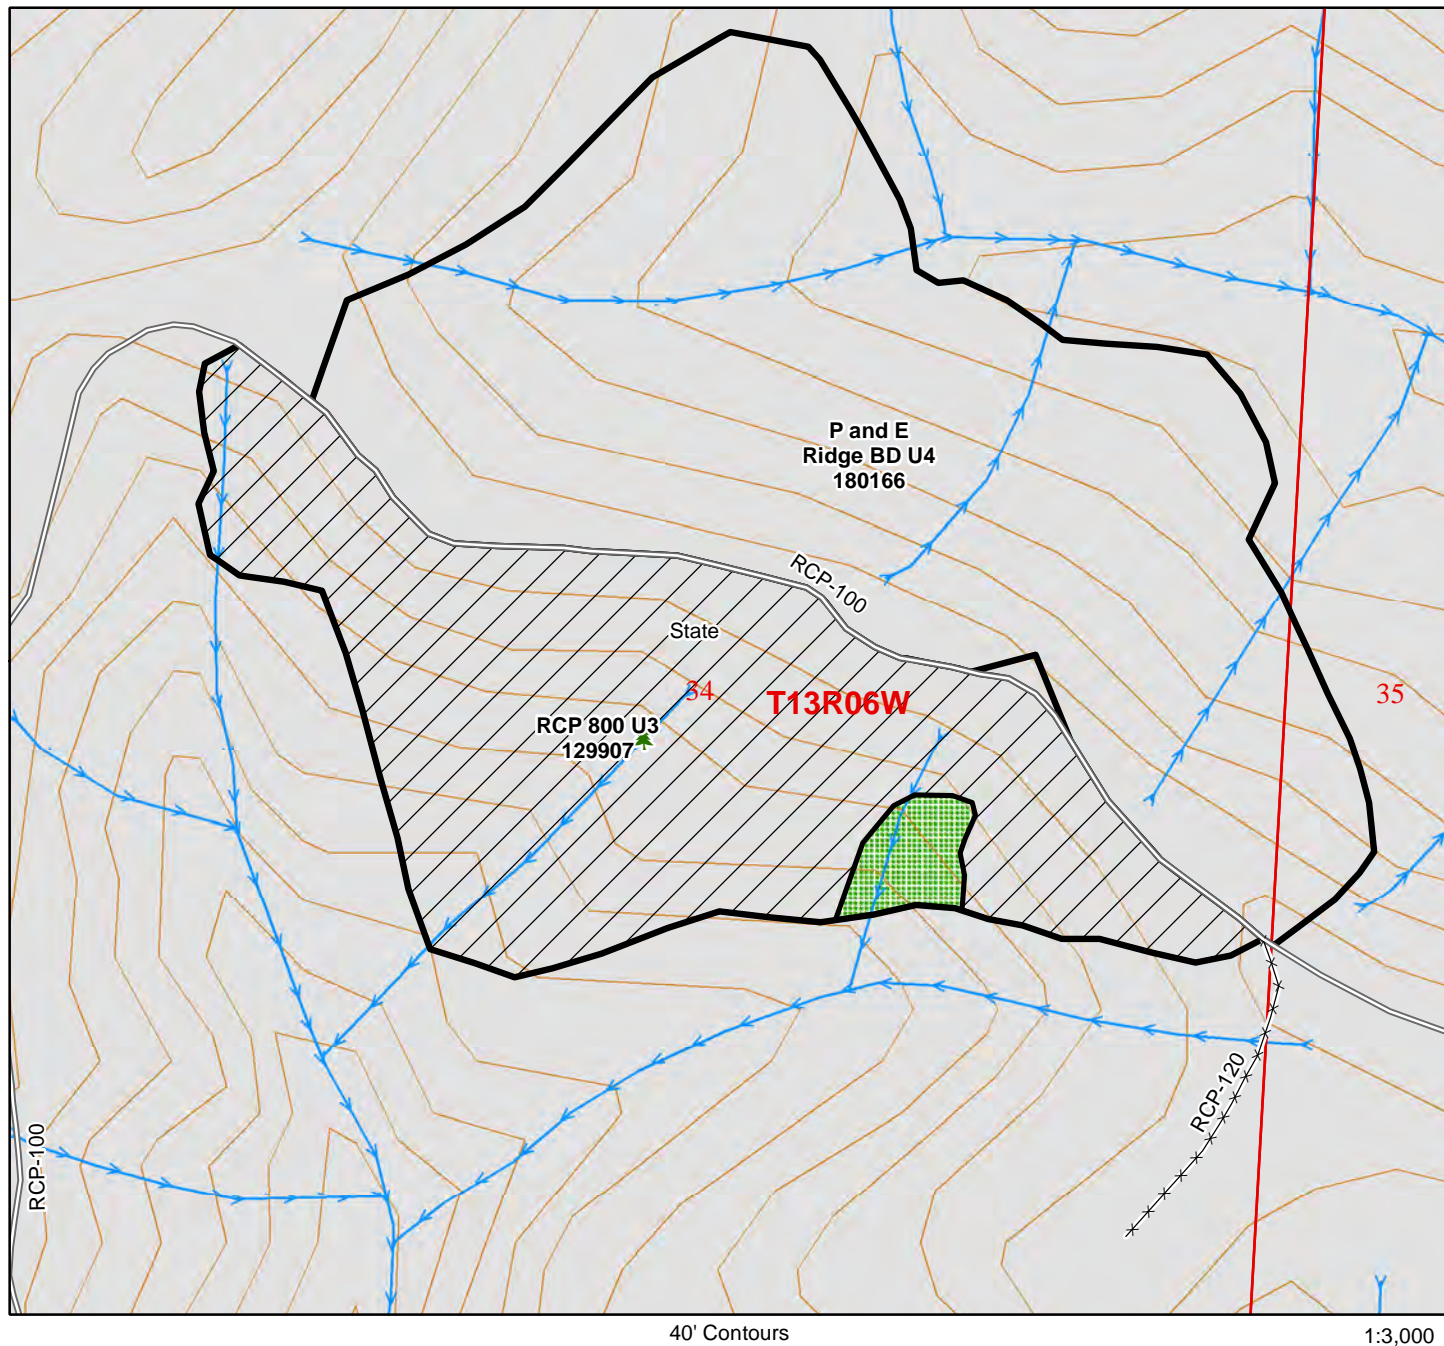 P and E
Ridge BD U4
180166
RCP-100
State
34
T13R06W
35
RCP 800 U3
129907
RCP-120
RCP-100
40' Contours
1:3,000